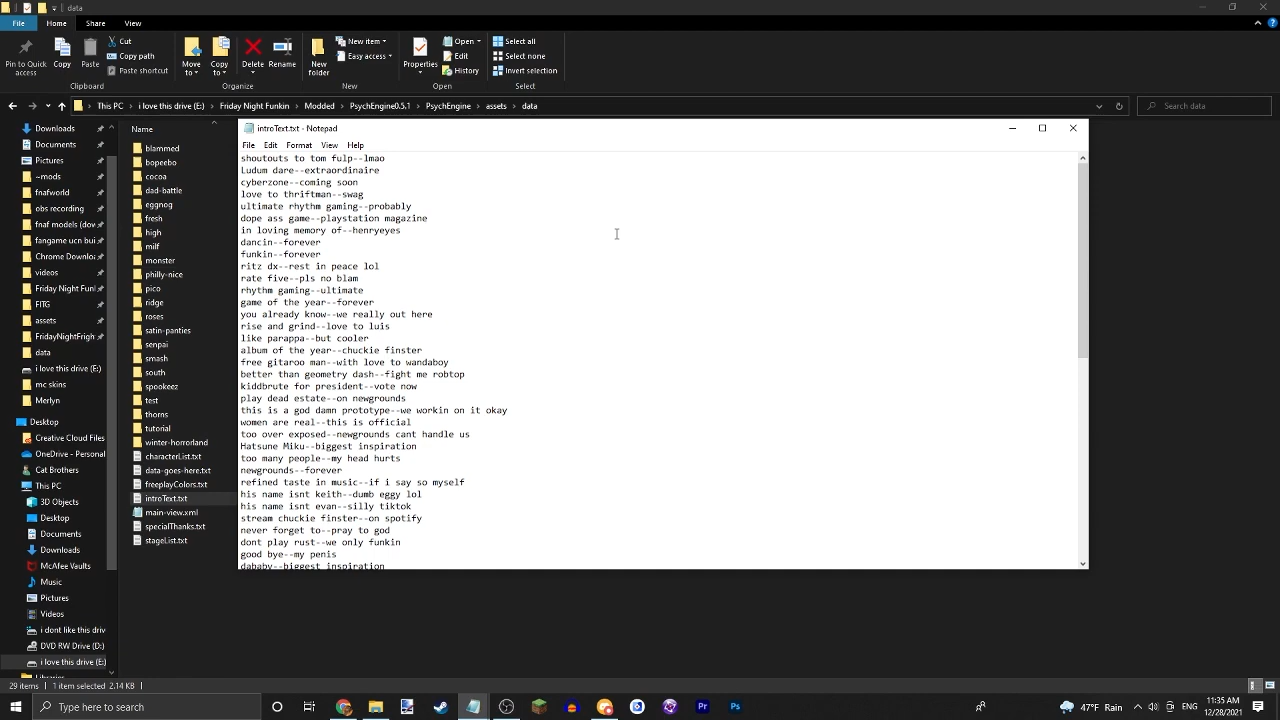 data
File
Home
Share
View
Pin to Quick access
Copy
Paste
Cut
Copy path
Paste shortcut
Clipboard
Move to
Copy to
Delete
Rename
Organize
New folder
New item
Easy access
New
Properties
Open
Edit
History
Open
Select all
Select none
Invert selection
Select
This PC
i love this drive (E:)
Friday Night Funkin
Modded
PsychEngine0.5.1
PsychEngine
assets
data
Search data
Downloads
Documents
Pictures
~mods
fnafworld
obs recording
fnaf models (dow
fangame ucn bui
Chrome Downloa
videos
Friday Night Funl
FITG
assets
FridayNightFrigh
data
i love this drive (E:)
mc skins
Merlyn
Desktop
Creative Cloud Files
OneDrive - Personal
Cat Brothers
This PC
3D Objects
Desktop
Documents
Downloads
McAfee Vaults
Music
Pictures
Videos
i dont like this driv
DVD RW Drive (D:)
i love this drive (E:)
Libraries
Name
blammed
bopeebo
cocoa
dad-battle
eggnog
fresh
high
milf
monster
philly-nice
pico
ridge
roses
satin-panties
senpai
smash
south
spookeez
test
thorns
tutorial
winter-horrorland
characterList.txt
data-goes-here.txt
freeplayColors.txt
introText.txt
main-view.xml
specialThanks.txt
stageList.txt
introText.txt - Notepad
File Edit Format View Help
shoutouts to tom fulp--lmao
Ludum dare--extraordinaire
cyberzone--coming soon
love to thriftman--swag
ultimate rhythm gaming--probably
dope ass game--playstation magazine
in loving memory of--henryeyes
dancin--forever
funkin--forever
ritz dx--rest in peace lol
rate five--pls no blam
rhythm gaming--ultimate
game of the year--forever
you already know--we really out here
rise and grind--love to luis
like parappa--but cooler
album of the year--chuckie finster
free gitaroo man--with love to wandaboy
better than geometry dash--fight me robtop
kiddbrute for president--vote now
play dead estate--on newgrounds
this is a god damn prototype--we workin on it okay
women are real--this is official
too over exposed--newgrounds cant handle us
Hatsune Miku--biggest inspiration
too many people--my head hurts
newgrounds--forever
refined taste in music--if i say so myself
his name isnt keith--dumb eggy lol
his name isnt evan--silly tiktok
stream chuckie finster--on spotify
never forget to--pray to god
dont play rust--we only funkin
good bye--my penis
dababy--biggest inspiration
29 items
1 item selected 2.14 KB
Type here to search
Pr
Ps
47°F Rain
ENG
11:35 AM
12/28/2021